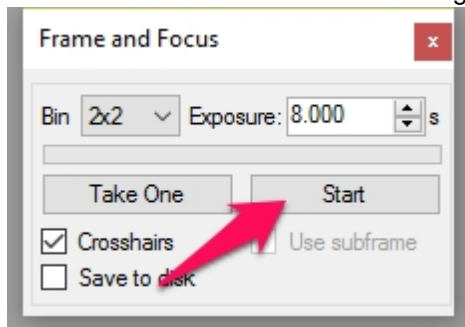 Frame and Focus
x
Bin 2x2 Exposure: 8.000 s
Take One Start
Crosshairs Use subframe
Save to disk